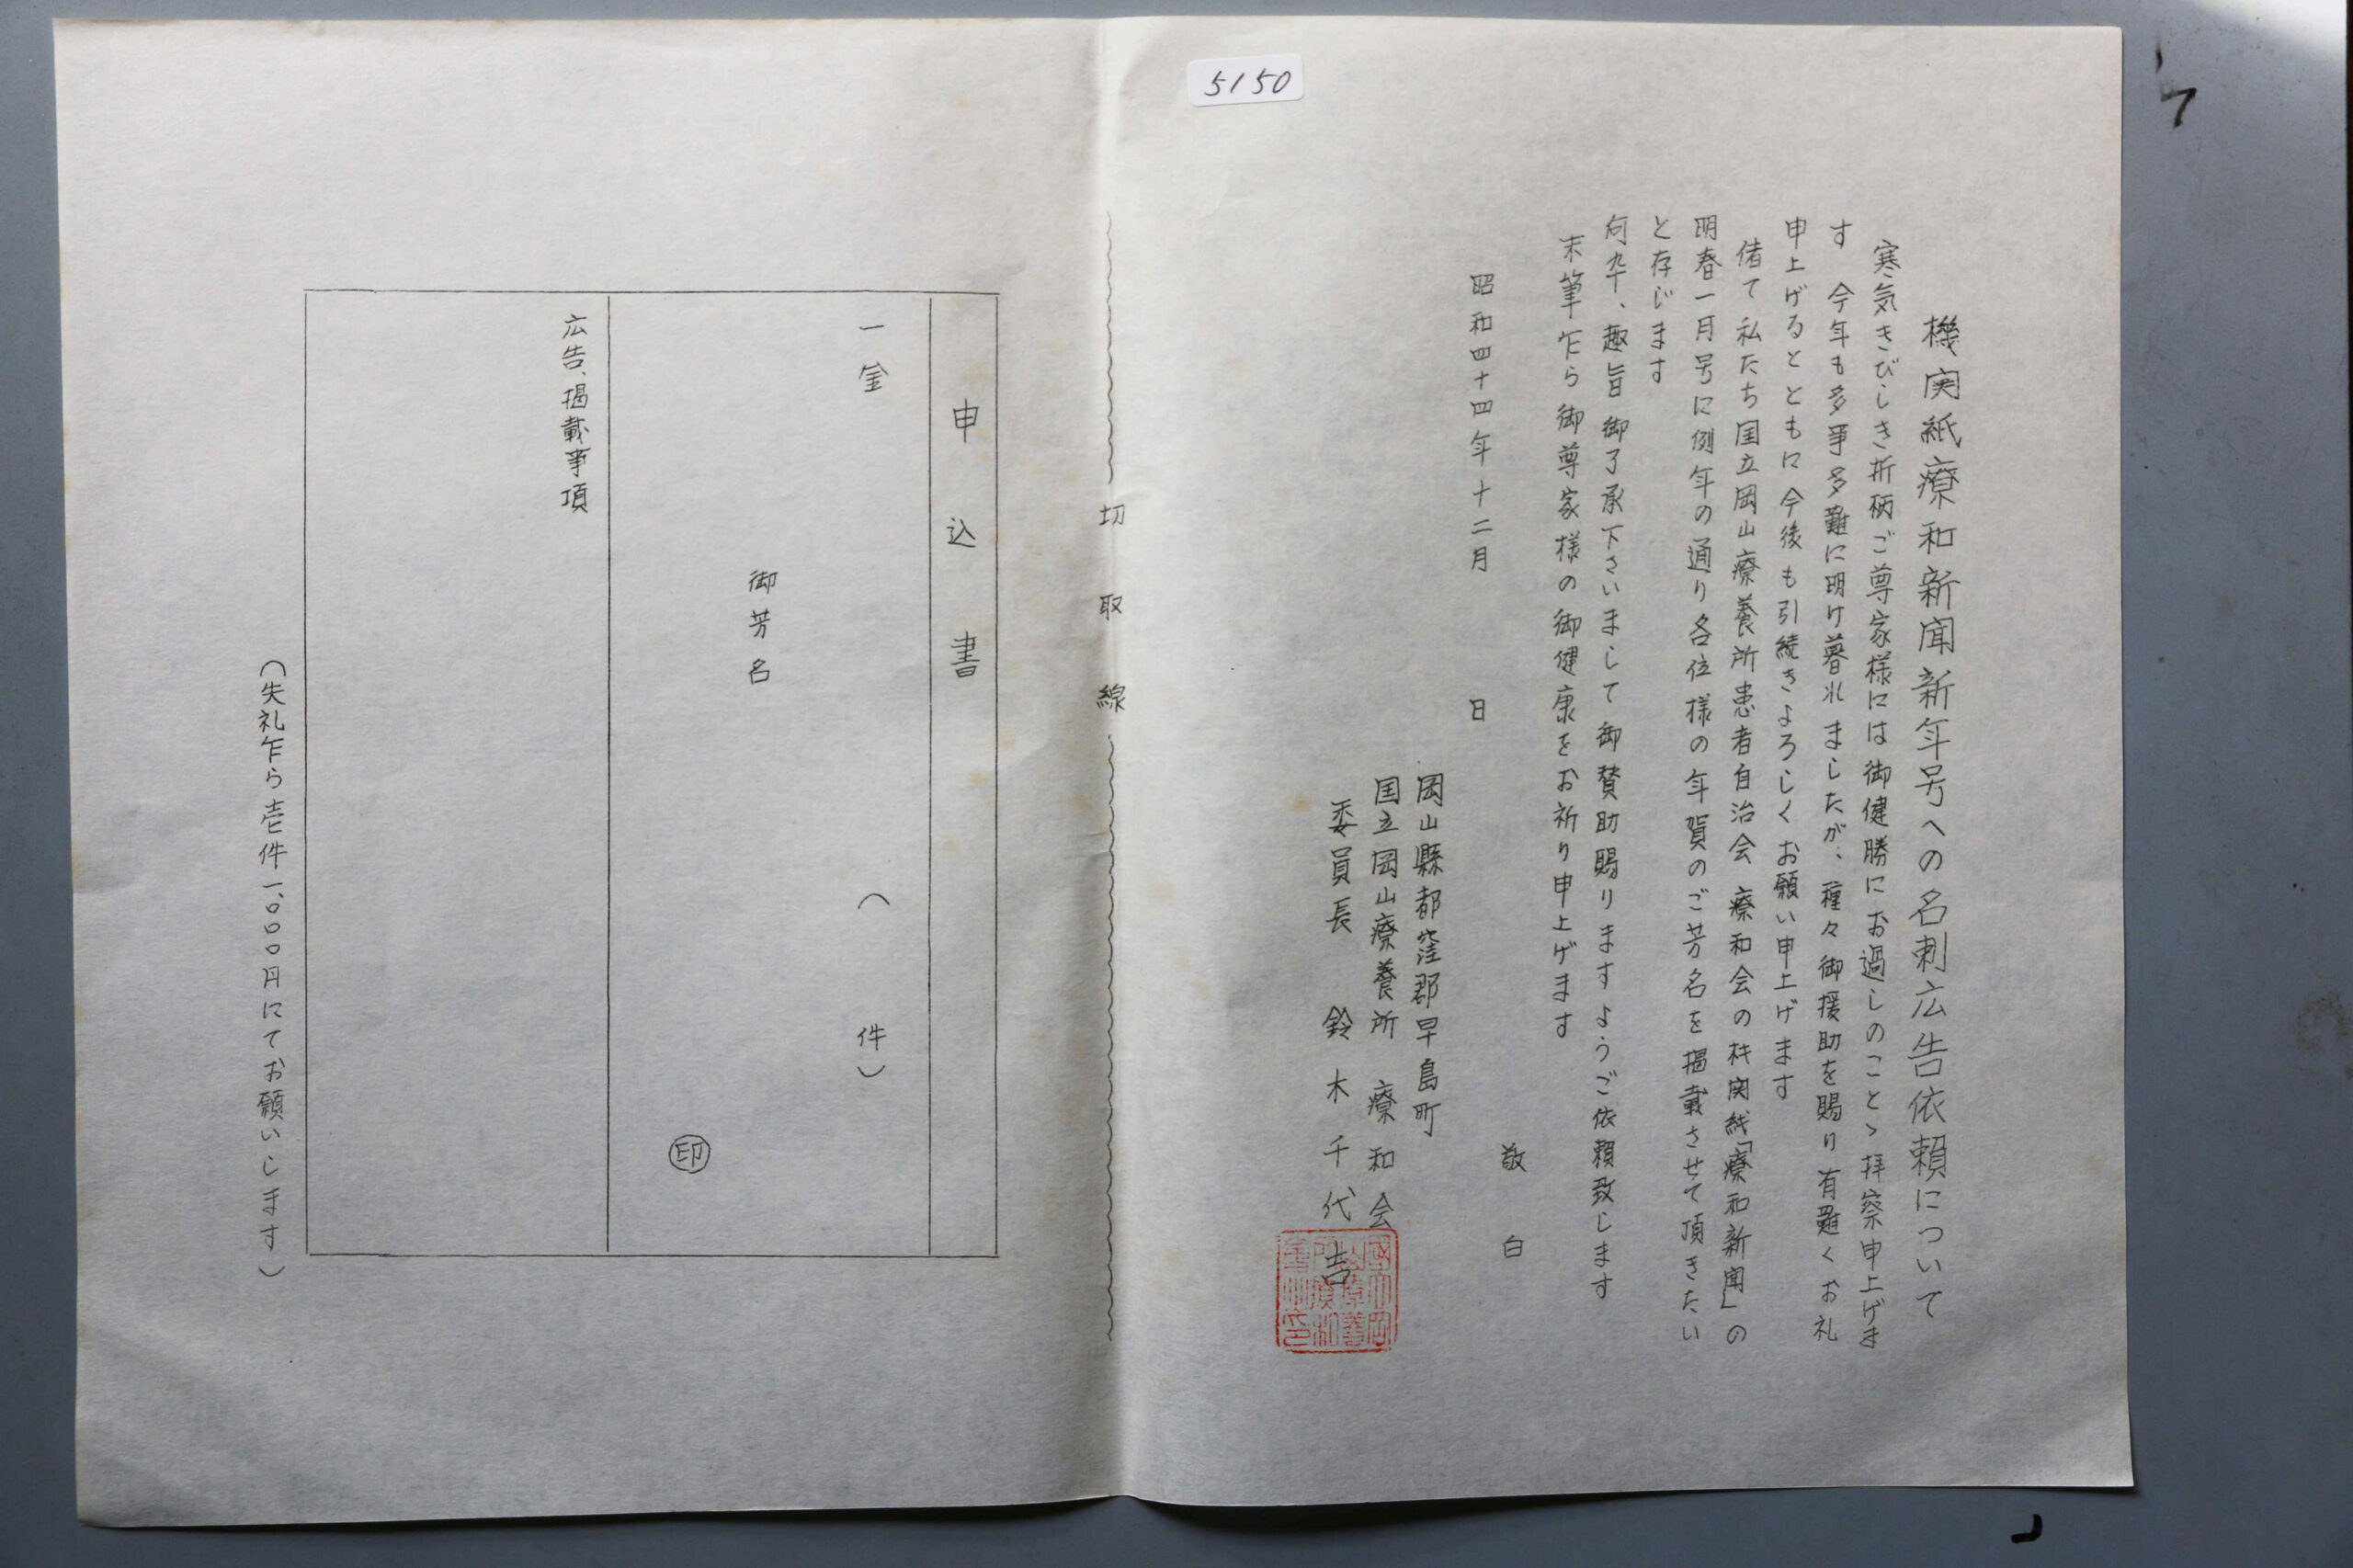 5150
機関紙療和新聞新年号への名刺広告依頼について
寒気きびしき折柄ご尊家様には御健勝にお過しのことゝ拝察申上げま
す 今年も多事多難に明け暮れましたが、種々御援助を賜り有難くお礼
申上げるとともに今後も引続きよろしくお願い申上げます
偖て私たち国立岡山療養所患者自治会療和会の机関紙「療和新聞」の
明春一月号に例年の通り各位様の年賀のご芳名を掲載させて頂きたい
と存じます
何卒、趣旨御了承下さいまして御賛助賜りますようご依頼致します
末筆乍ら御尊家様の御健康をお祈り申上げます
敬白
昭和四十四年十二月 日
岡山縣都窪郡早島町
国立岡山療養所 療和会
委員長 鈴木千代吉
切取線
申込書
一金 ( 件)
御芳名
印
広告、掲載事項
(失礼乍ら壱件一、〇〇〇円にてお願いします)